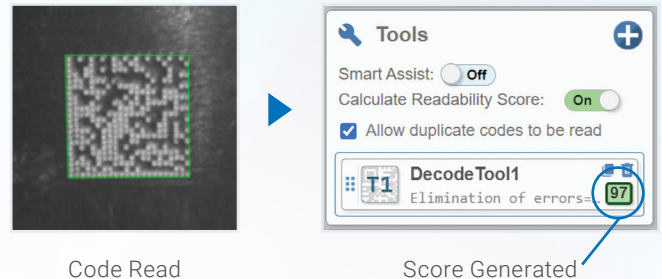 Tools
Smart Assist: Off
Calculate Readability Score: On
Allow duplicate codes to be read
T1 DecodeTool1
Elimination of errors=… 97
Code Read
Score Generated